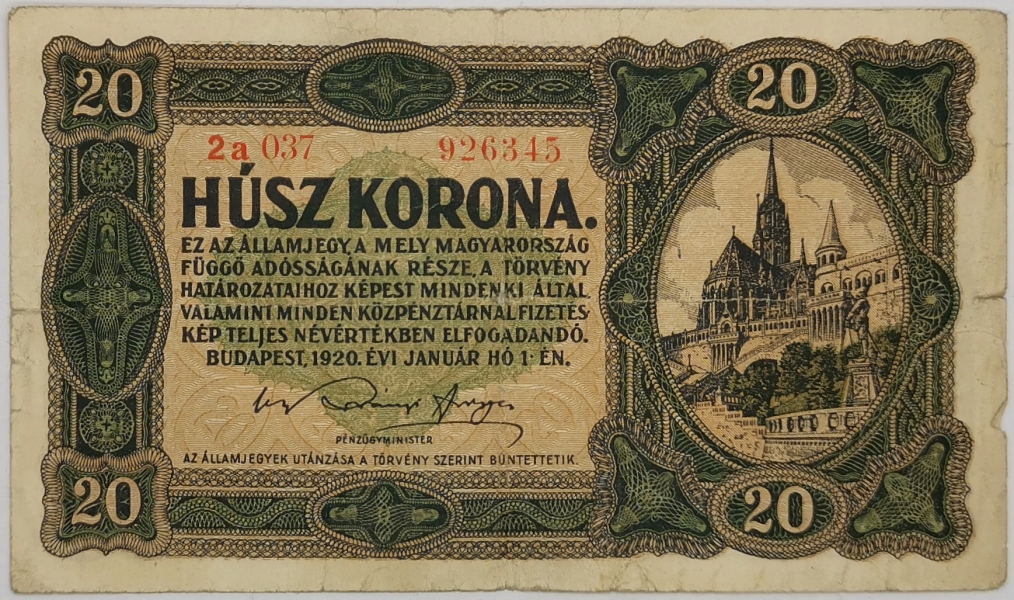 20
20
2a 037 926345
HÚSZ KORONA.
EZ AZ ÁLLAMJEGY, A MELY MAGYARORSZÁG
FÜGGŐ ADÓSSÁGÁNAK RÉSZE, A TÖRVÉNY
HATÁROZATAIHOZ KÉPEST MINDENKI ÁLTAL
VALAMINT MINDEN KÖZPÉNZTÁRNÁL FIZETÉS-
KÉP TELJES NÉVÉRTÉKBEN ELFOGADANDÓ.
BUDAPEST, 1920. ÉVI JANUÁR HÓ 1-ÉN.
PÉNZÜGYMINISTER
AZ ÁLLAMJEGYEK UTÁNZÁSA A TÖRVÉNY SZERINT BÜNTETTETIK.
20
20